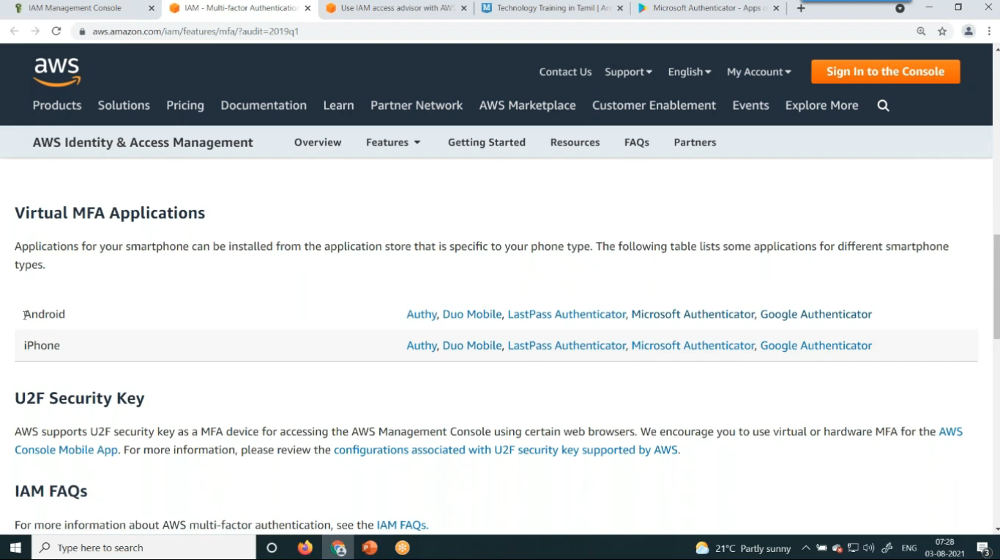 IAM Management Console
IAM - Multi-factor Authentication
Use IAM access advisor with AWS
Technology Training in Tamil | An
Microsoft Authenticator - Apps o
aws.amazon.com/iam/features/mfa/?audit=2019q1
aws
Contact Us Support English My Account Sign In to the Console
Products Solutions Pricing Documentation Learn Partner Network AWS Marketplace Customer Enablement Events Explore More
AWS Identity & Access Management Overview Features Getting Started Resources FAQs Partners
Virtual MFA Applications
Applications for your smartphone can be installed from the application store that is specific to your phone type. The following table lists some applications for different smartphone
types.
Android Authy, Duo Mobile, LastPass Authenticator, Microsoft Authenticator, Google Authenticator
iPhone Authy, Duo Mobile, LastPass Authenticator, Microsoft Authenticator, Google Authenticator
U2F Security Key
AWS supports U2F security key as a MFA device for accessing the AWS Management Console using certain web browsers. We encourage you to use virtual or hardware MFA for the AWS
Console Mobile App. For more information, please review the configurations associated with U2F security key supported by AWS.
IAM FAQs
For more information about AWS multi-factor authentication, see the IAM FAQs.
Type here to search
21°C Partly sunny
ENG
07:28
03-08-2021
3